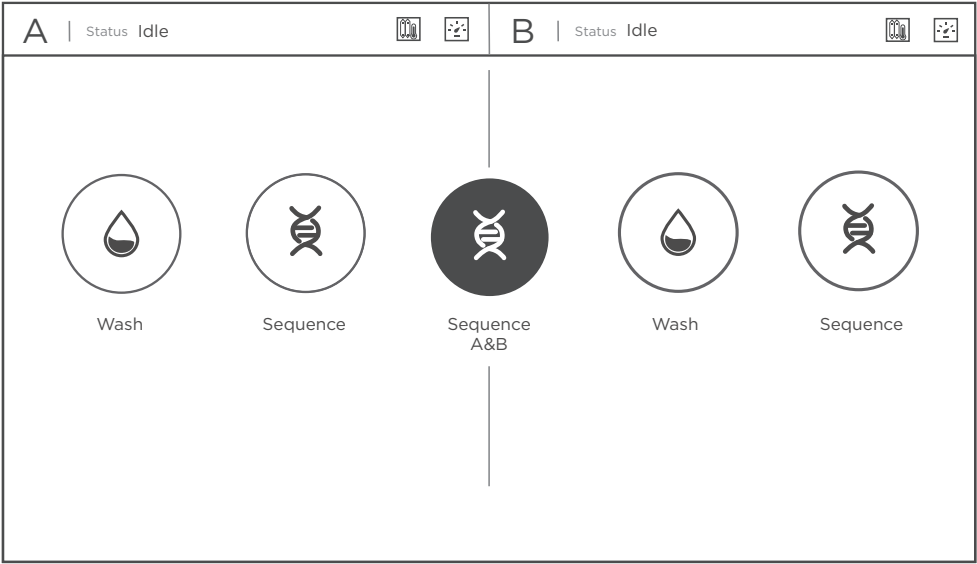 A Status Idle
B Status Idle
Wash
Sequence
Sequence
A&B
Wash
Sequence